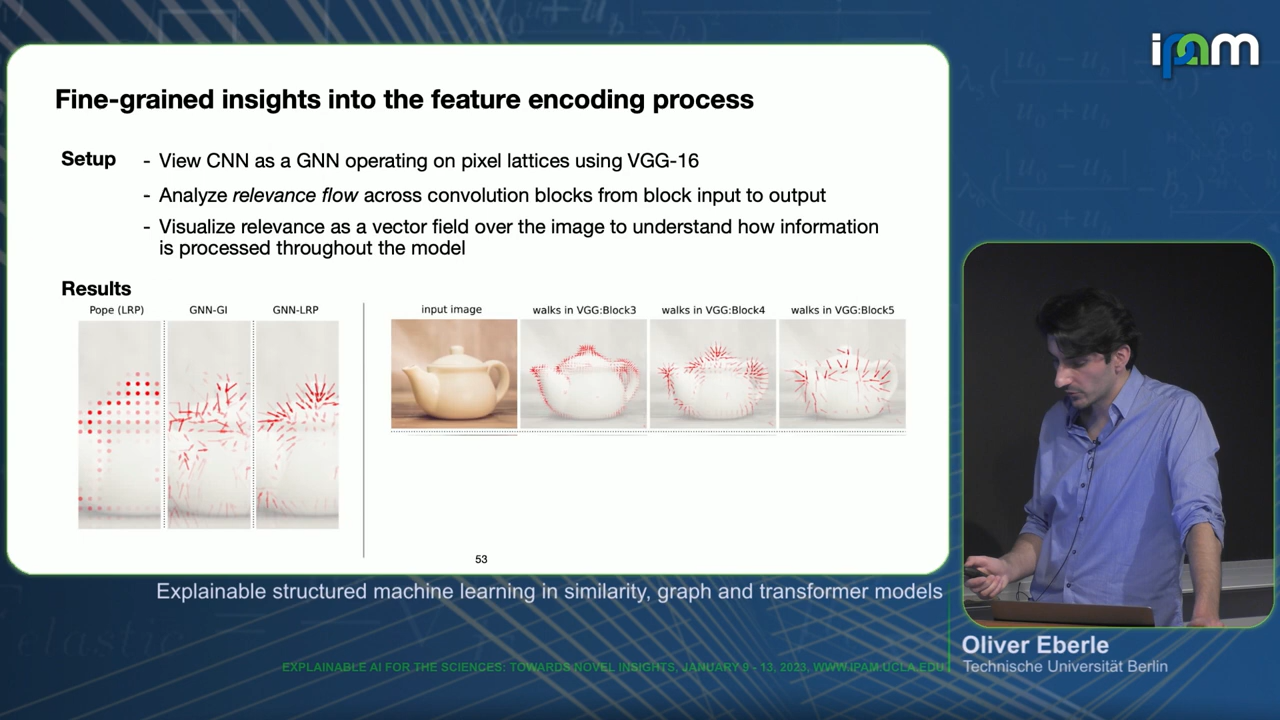 ipam
Fine-grained insights into the feature encoding process
Setup
- View CNN as a GNN operating on pixel lattices using VGG-16
- Analyze relevance flow across convolution blocks from block input to output
- Visualize relevance as a vector field over the image to understand how information
is processed throughout the model
Results
Pope (LRP) GNN-GI GNN-LRP
input image walks in VGG:Block3 walks in VGG:Block4 walks in VGG:Block5
53
Explainable structured machine learning in similarity, graph and transformer models
Oliver Eberle
Technische Universität Berlin
EXPLAINABLE AI FOR THE SCIENCES: TOWARDS NOVEL INSIGHTS, JANUARY 9 - 13, 2023, WWW.IPAM.UCLA.EDU
elastic